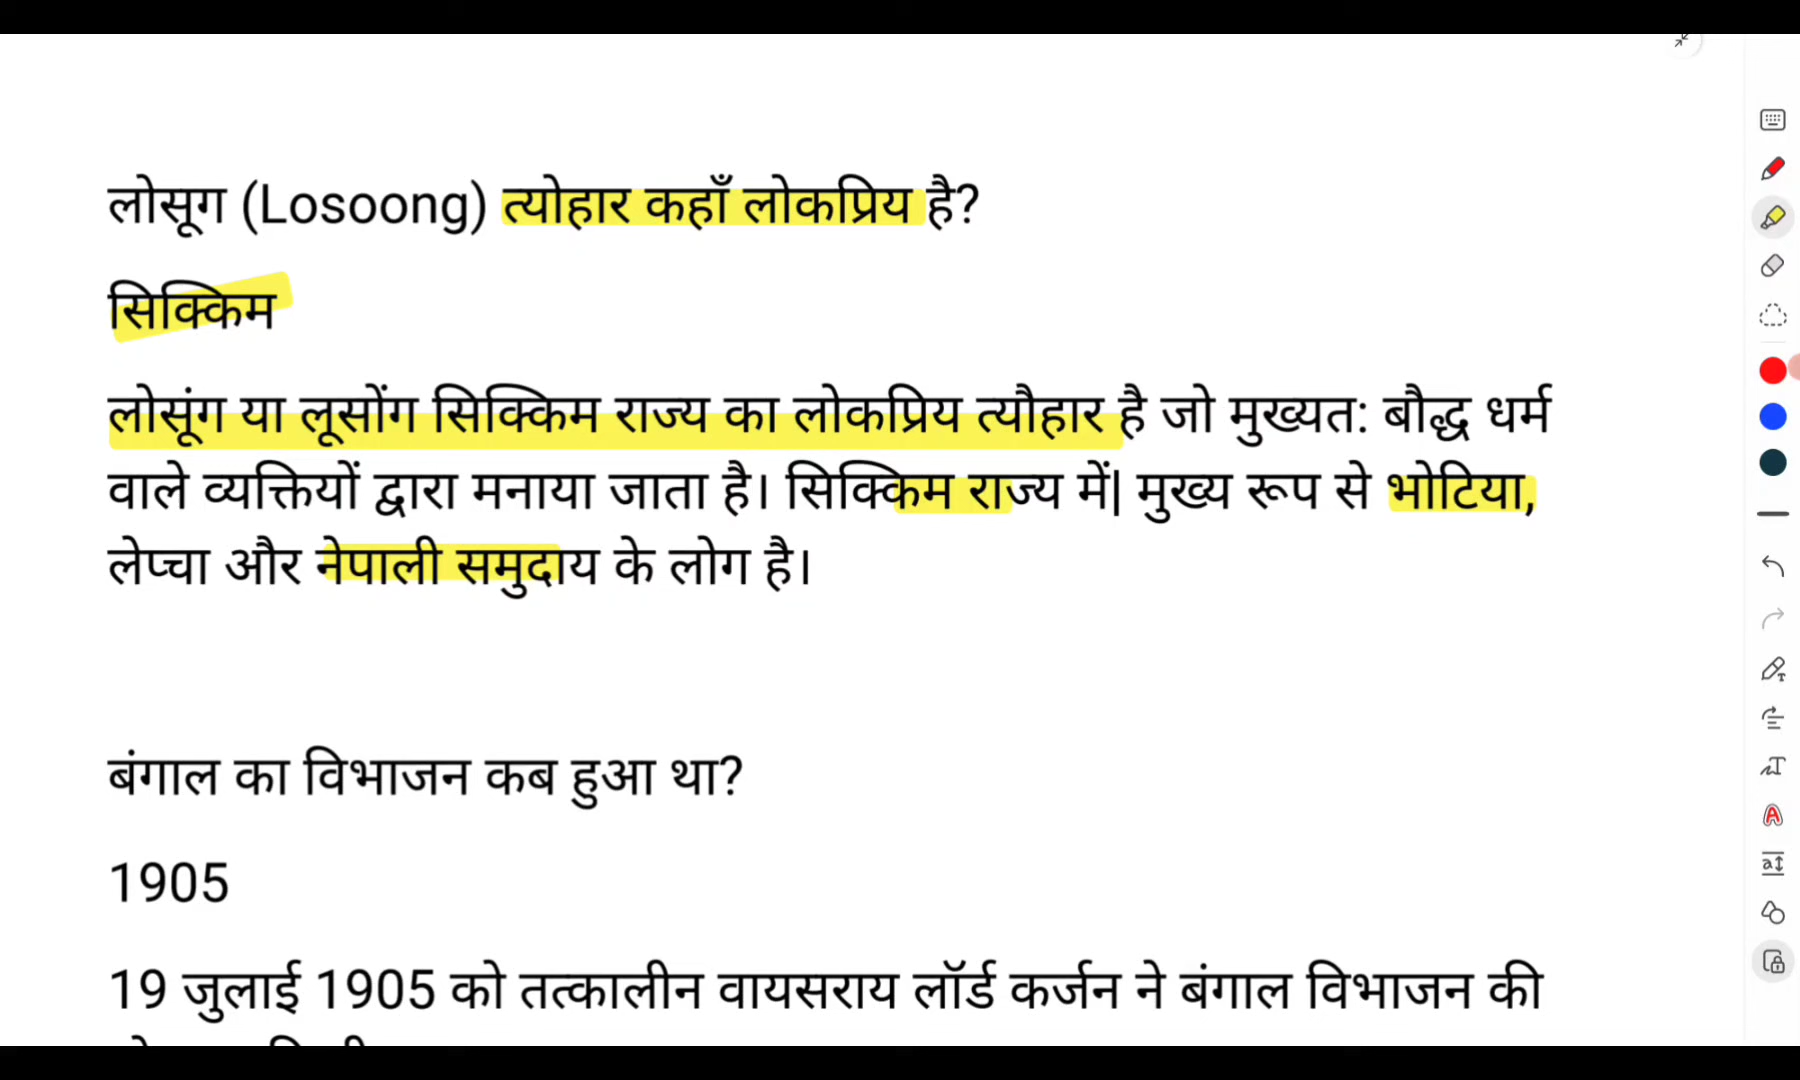 लोसूग (Losoong) त्योहार कहाँ लोकप्रिय है?
सिक्किम
लोसूंग या लूसोंग सिक्किम राज्य का लोकप्रिय त्यौहार है जो मुख्यत: बौद्ध धर्म
वाले व्यक्तियों द्वारा मनाया जाता है। सिक्किम राज्य में| मुख्य रूप से भोटिया,
लेप्चा और नेपाली समुदाय के लोग है।
बंगाल का विभाजन कब हुआ था?
1905
19 जुलाई 1905 को तत्कालीन वायसराय लॉर्ड कर्जन ने बंगाल विभाजन की